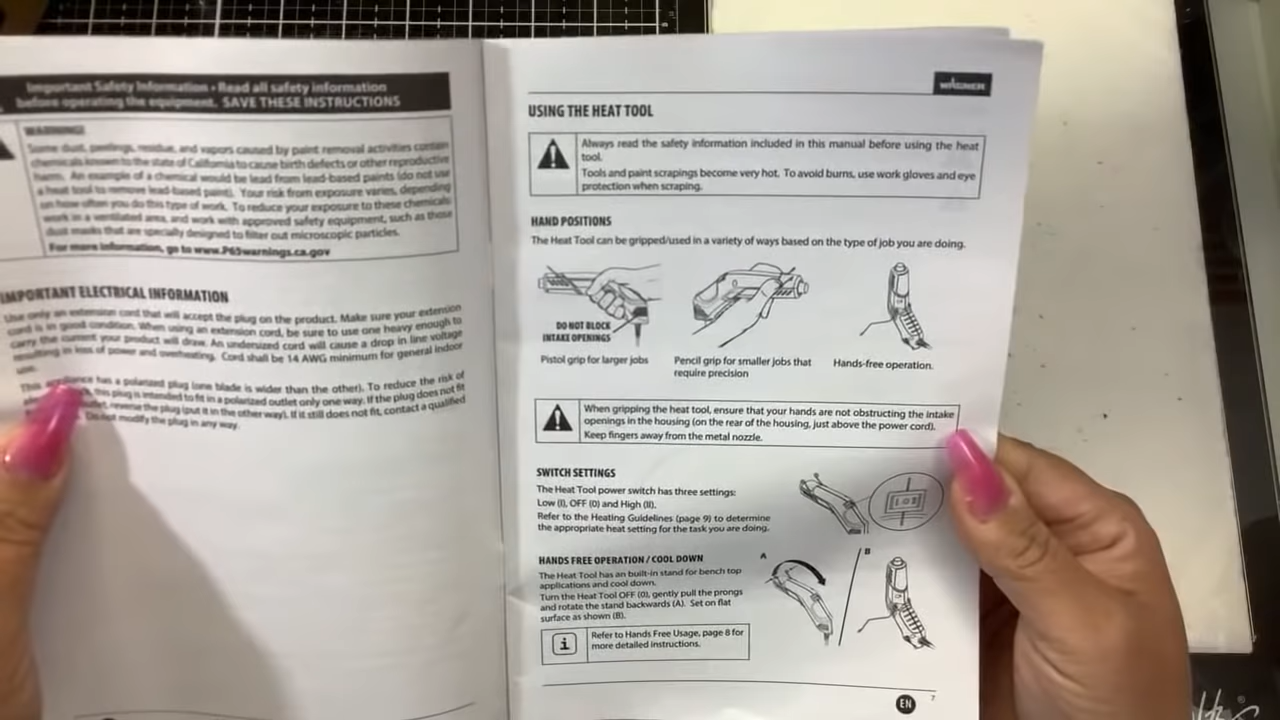 Important Safety Information • Read all safety information
before operating the equipment. SAVE THESE INSTRUCTIONS
WARNING!
Some dust, peelings, residue, and vapors caused by paint removal activities contain
chemicals known to the state of California to cause birth defects or other reproductive
harm. An example of a chemical would be lead from lead-based paints (do not use
a heat tool to remove lead-based paint). Your risk from exposure varies, depending
on how often you do this type of work. To reduce your exposure to these chemicals
work in a ventilated area, and work with approved safety equipment, such as those
dust masks that are specially designed to filter out microscopic particles.
For more information, go to www.P65warnings.ca.gov
IMPORTANT ELECTRICAL INFORMATION
Use only an extension cord that will accept the plug on the product. Make sure your extension
cord is in good condition. When using an extension cord, be sure to use one heavy enough to
carry the current your product will draw. An undersized cord will cause a drop in line voltage
resulting in loss of power and overheating. Cord shall be 14 AWG minimum for general indoor
use.
This appliance has a polarized plug (one blade is wider than the other). To reduce the risk of
this plug is intended to fit in a polarized outlet only one way. If the plug does not fit
outlet, reverse the plug (put it in the other way). If it still does not fit, contact a qualified
Do not modify the plug in any way.
WAGNER
USING THE HEAT TOOL
Always read the safety information included in this manual before using the heat
tool.
Tools and paint scrapings become very hot. To avoid burns, use work gloves and eye
protection when scraping.
HAND POSITIONS
The Heat Tool can be gripped/used in a variety of ways based on the type of job you are doing.
DO NOT BLOCK
INTAKE OPENINGS
Pistol grip for larger jobs
Pencil grip for smaller jobs that
require precision
Hands-free operation.
When gripping the heat tool, ensure that your hands are not obstructing the intake
openings in the housing (on the rear of the housing, just above the power cord).
Keep fingers away from the metal nozzle.
SWITCH SETTINGS
The Heat Tool power switch has three settings:
Low (I), OFF (0) and High (II).
Refer to the Heating Guidelines (page 9) to determine
the appropriate heat setting for the task you are doing.
I 0 II
HANDS FREE OPERATION / COOL DOWN
The Heat Tool has an built-in stand for bench top
applications and cool down.
Turn the Heat Tool OFF (0), gently pull the prongs
and rotate the stand backwards (A). Set on flat
surface as shown (B).
A
B
i
Refer to Hands Free Usage, page 8 for
more detailed instructions.
EN
7